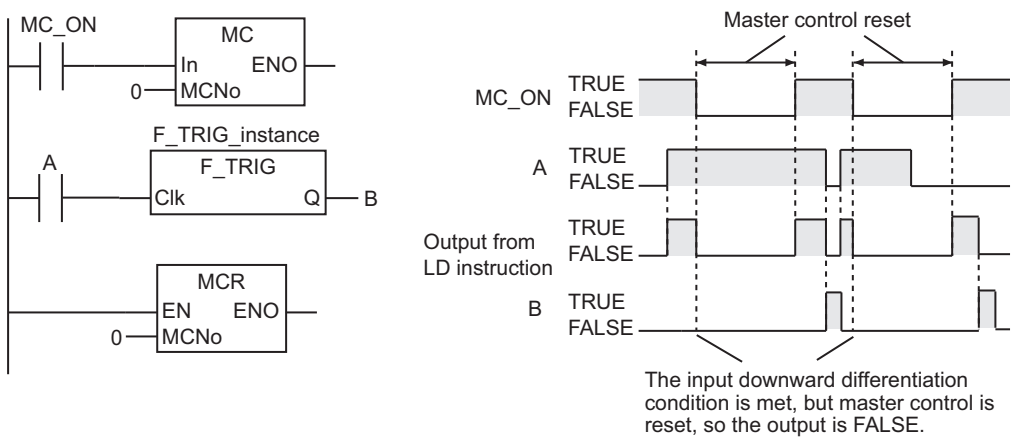 MC_ON
MC
In ENO
0 MCNo
F_TRIG_instance
A
F_TRIG
Clk Q B
MCR
EN ENO
0 MCNo
Master control reset
MC_ON TRUE
FALSE
A TRUE
FALSE
Output from
LD instruction
TRUE
FALSE
B TRUE
FALSE
The input downward differentiation
condition is met, but master control is
reset, so the output is FALSE.